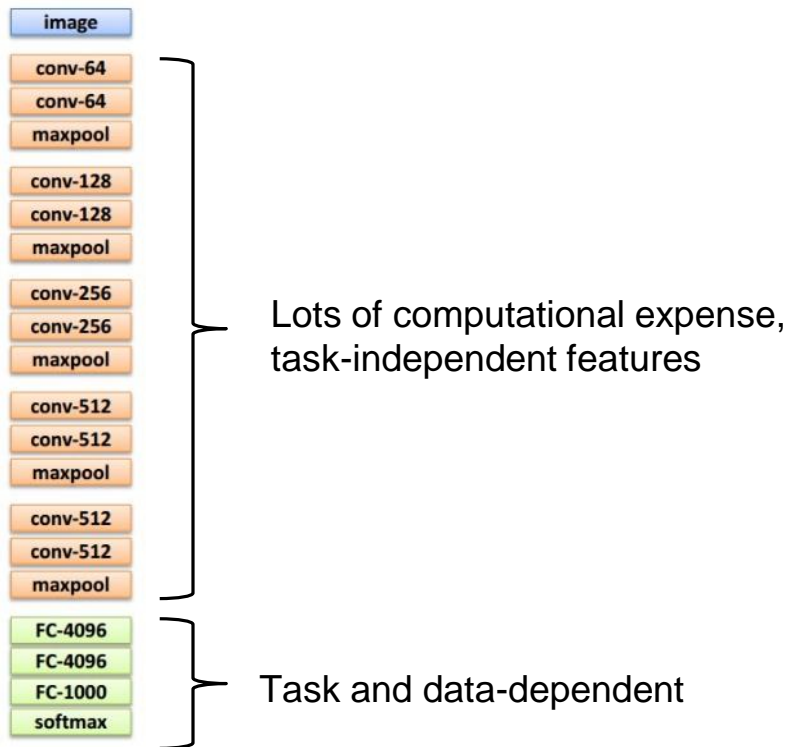 image
conv-64
conv-64
maxpool
conv-128
conv-128
maxpool
conv-256
conv-256
maxpool
conv-512
conv-512
maxpool
conv-512
conv-512
maxpool
Lots of computational expense,
task-independent features
FC-4096
FC-4096
FC-1000
softmax
Task and data-dependent